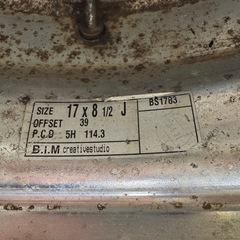 SIZE 17 x 8 1/2 J BS1783
OFFSET 39
P.C.D 5H 114.3
B.I.M creativestudio